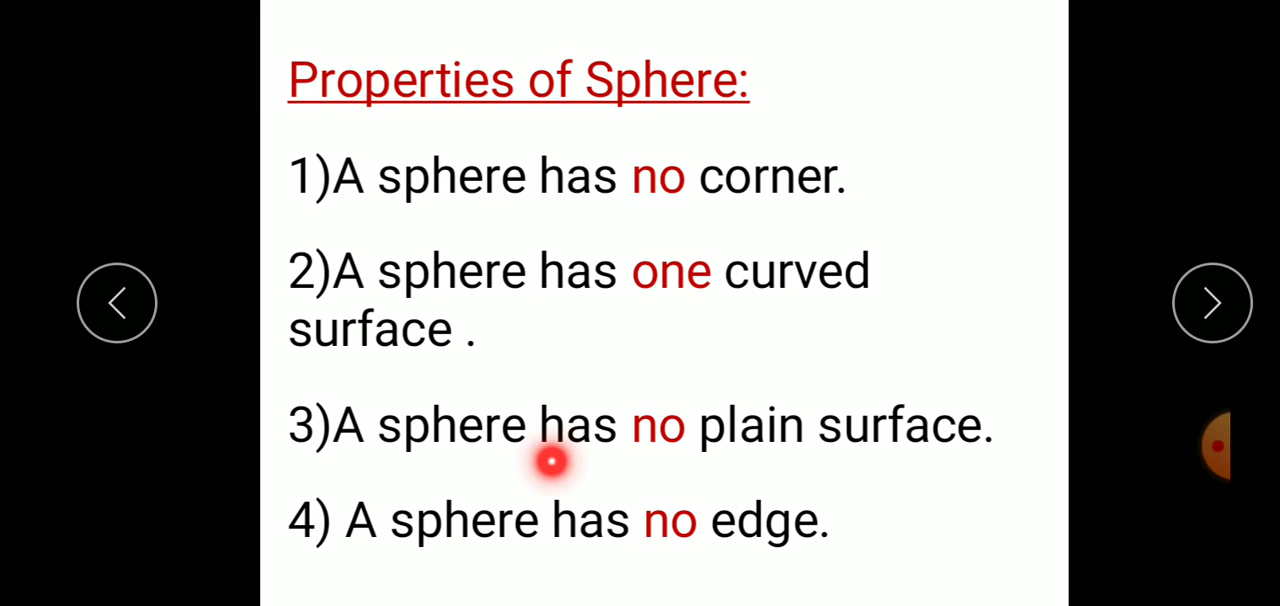 Properties of Sphere:
1)A sphere has no corner.
2)A sphere has one curved
surface .
3)A sphere has no plain surface.
4) A sphere has no edge.